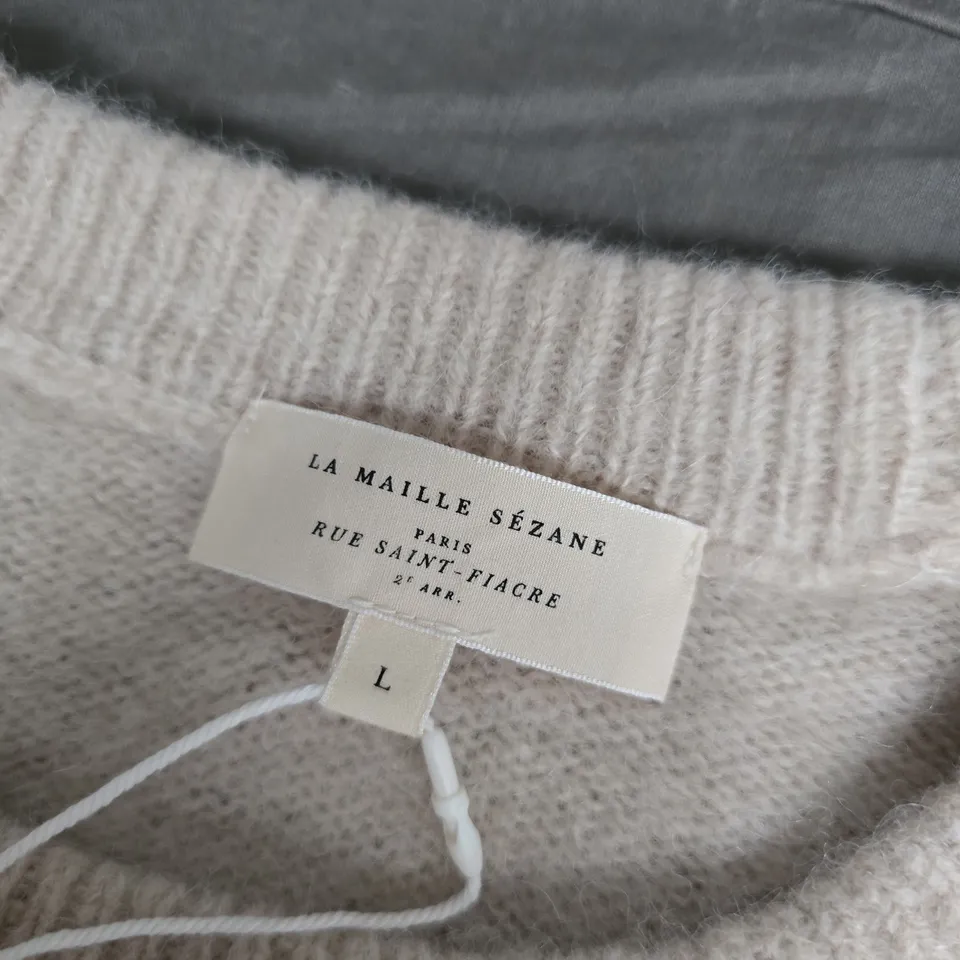 LA MAILLE SÉZANE
PARIS
RUE SAINT-FIACRE
2E ARR.
L